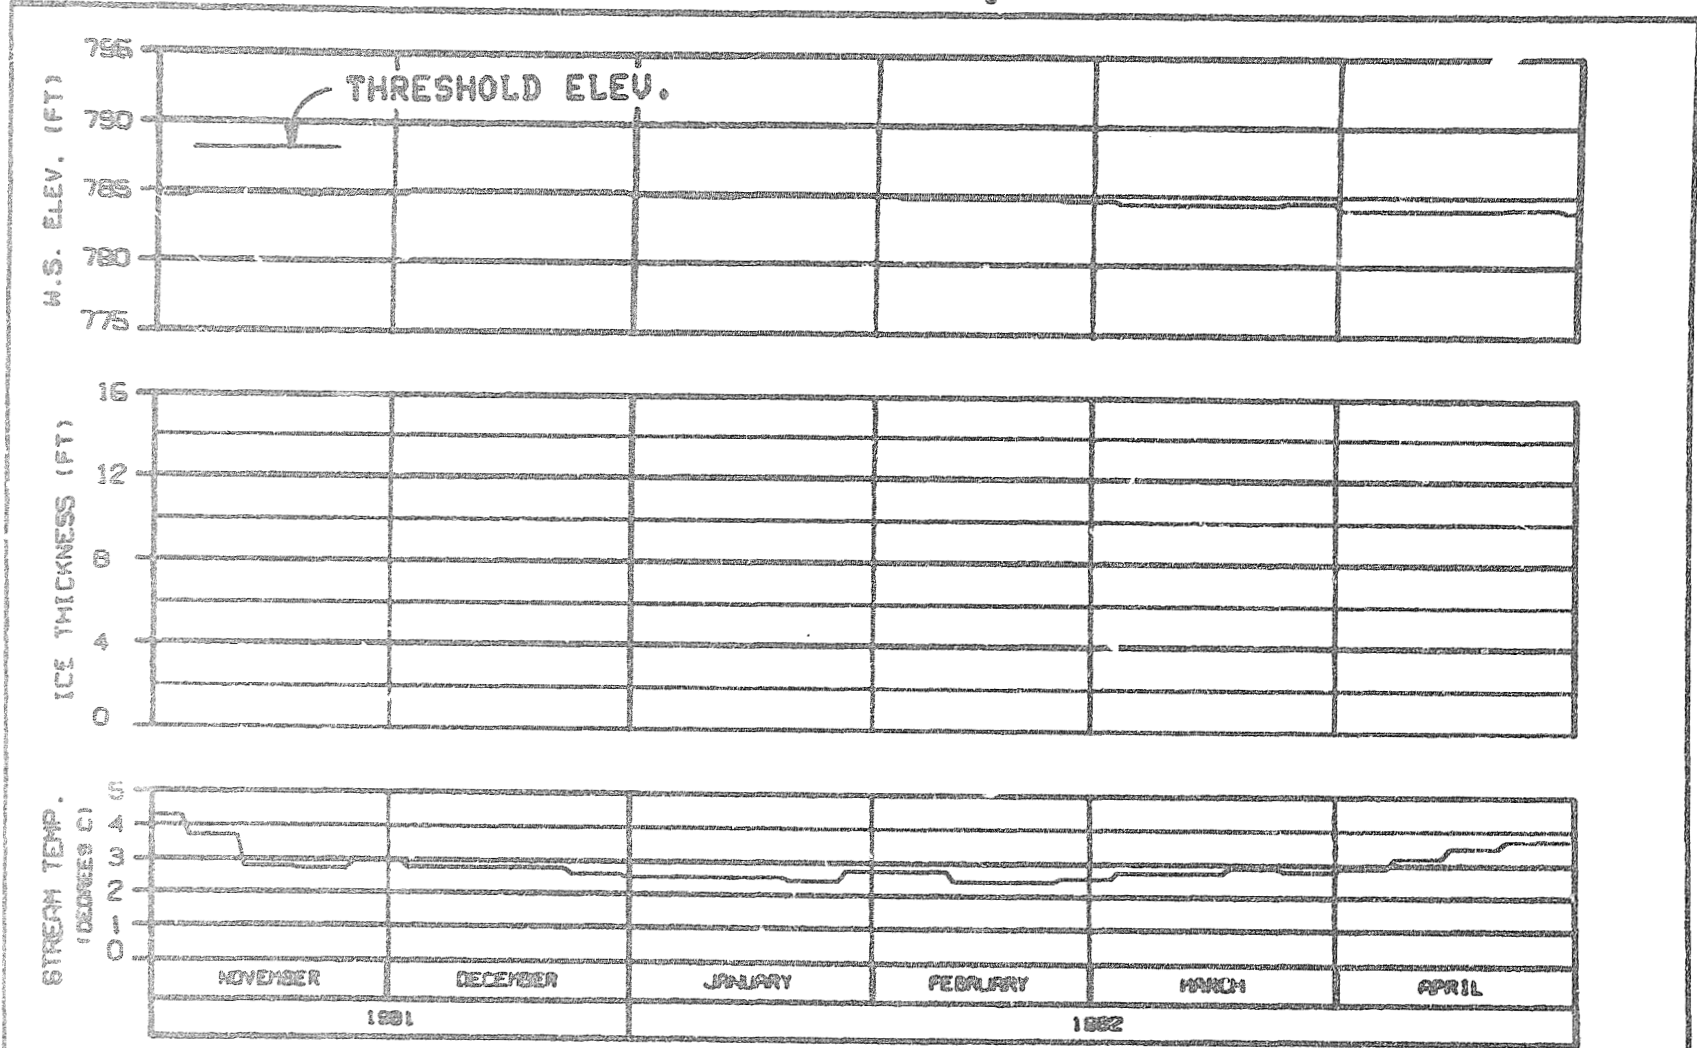 W.S. ELEV. (FT)
795
790
785
780
775
THRESHOLD ELEV.
ICE THICKNESS (FT)
16
12
8
4
0
STREAM TEMP.
(DEGREES C)
5
4
3
2
1
0
NOVEMBER DECEMBER JANUARY FEBRUARY MARCH APRIL
1981 1982